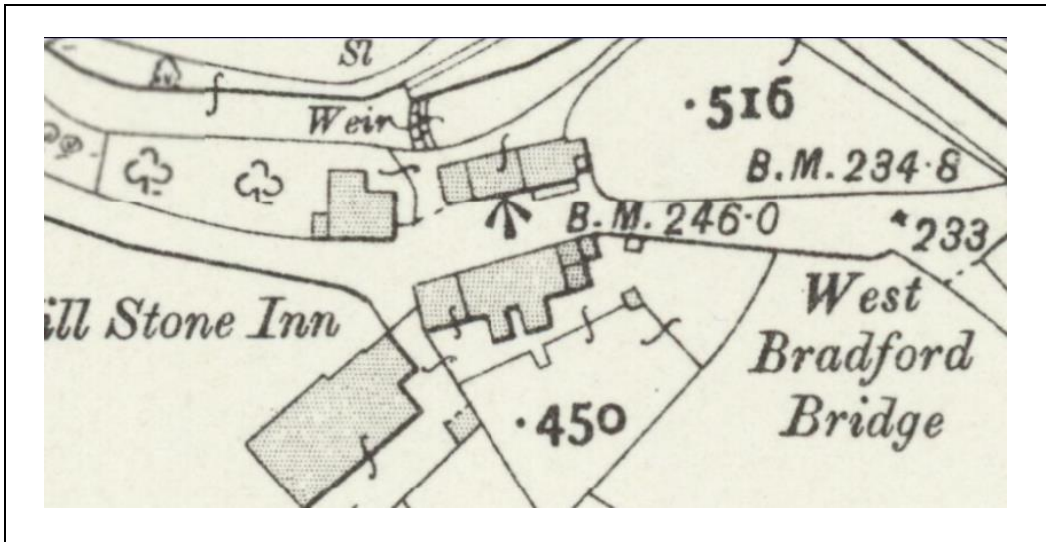 Sl
Weir
.516
B.M. 234.8
B.M. 246.0
233
ill Stone Inn
West
Bradford
Bridge
.450